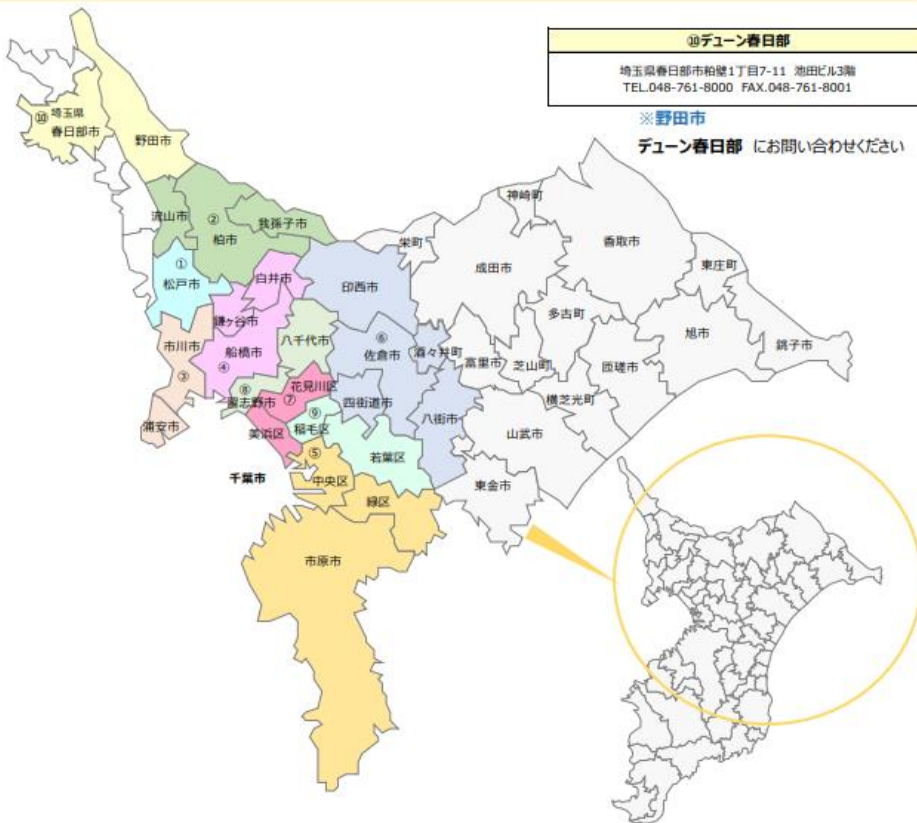 ⑩デューン春日部
埼玉県春日部市粕壁1丁目7-11 池田ビル3階
TEL.048-761-8000 FAX.048-761-8001
※野田市
デューン春日部 にお問い合わせください
⑩ 埼玉県
春日部市
野田市
流山市
②
柏市
我孫子市
①
松戸市
白井市
鎌ヶ谷市
印西市
栄町
神崎町
成田市
香取市
東庄町
多古町
旭市
銚子市
市川市
③
船橋市
④
八千代市
⑥
佐倉市
酒々井町
富里市
芝山町
匝瑳市
横芝光町
⑧
習志野市
花見川区
⑦
四街道市
八街市
山武市
浦安市
美浜区
⑨
稲毛区
若葉区
千葉市
⑤
中央区
緑区
東金市
市原市